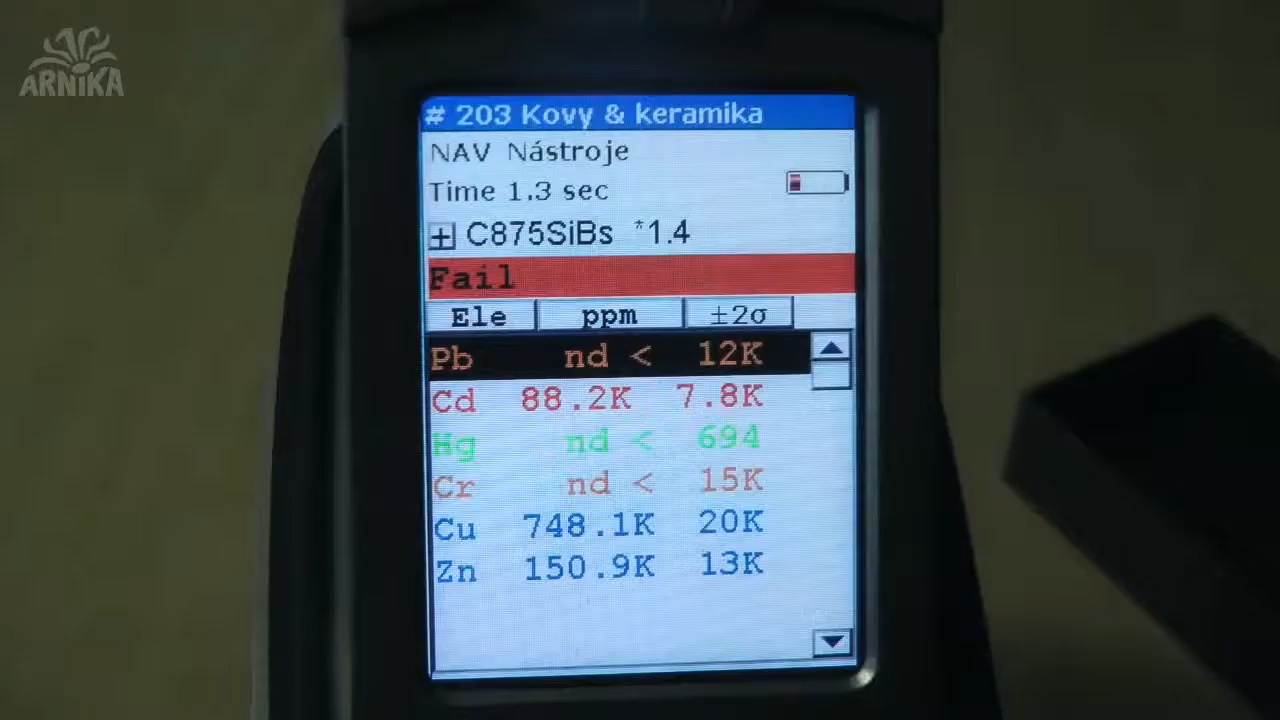 ARNIKA
# 203 Kovy & keramika
NAV Nástroje
Time 1.3 sec
C875SiBs *1.4
Fail
Ele ppm ±2σ
Pb nd < 12K
Cd 88.2K 7.8K
Hg nd < 694
Cr nd < 15K
Cu 748.1K 20K
Zn 150.9K 13K